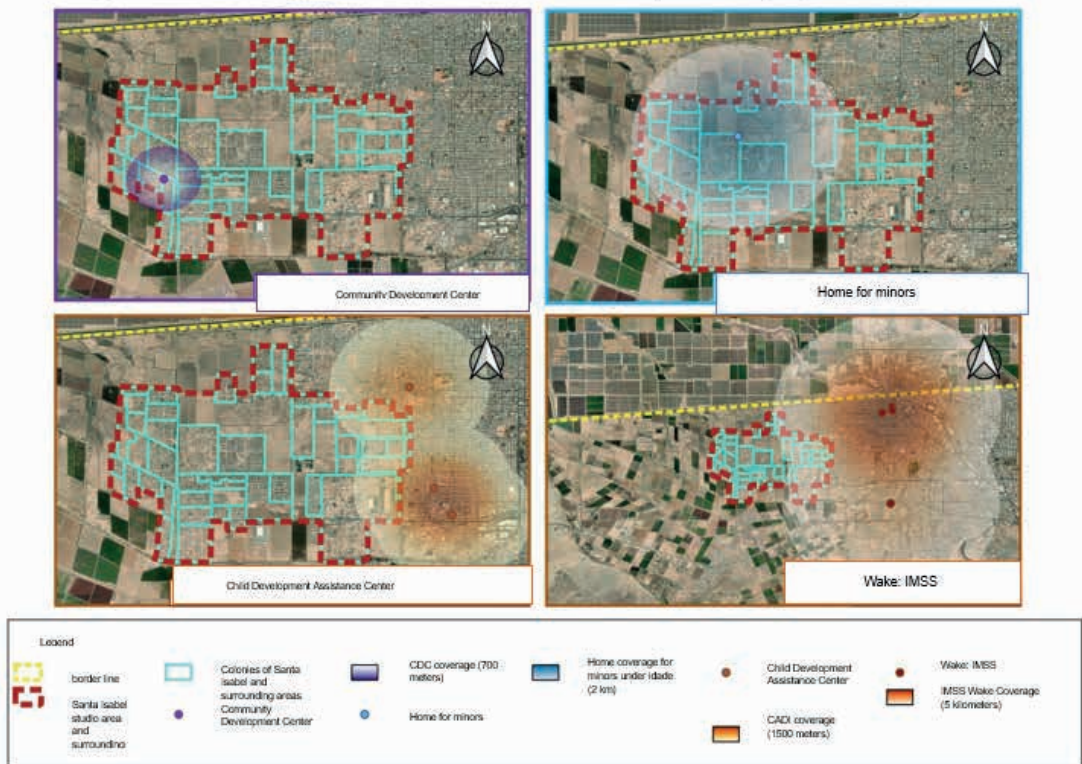 N
N
Community Development Center
Home for minors
N
N
Child Development Assistance Center
Wake: IMSS
Legend
border line
Santa Isabel
studio area
and
surroundino
Colonies of Santa
Isabel and
surrounding areas
Community
Development Center
CDC coverage (700
meters)
Home for minors
Home coverage for
minors under idade
(2 km)
Child Development
Assistance Center
CADI coverage
(1500 meters)
Wake: IMSS
IMSS Wake Coverage
(5 kilometers)